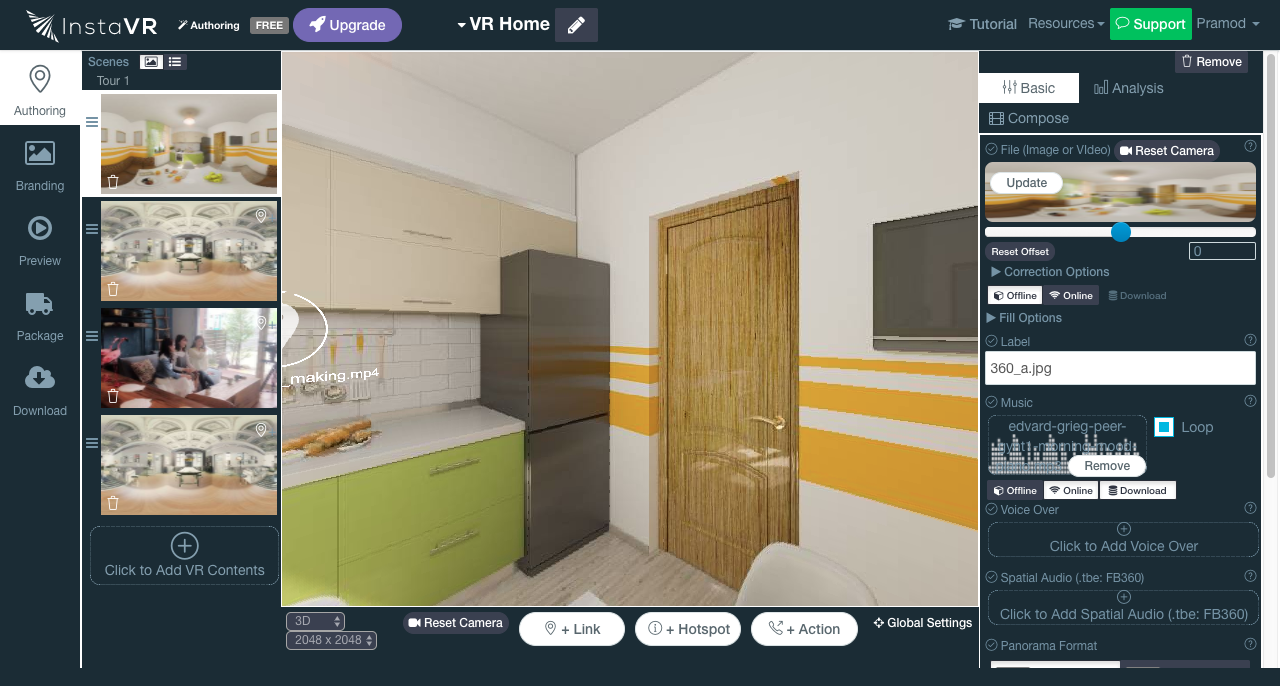 InstaVR
Authoring
FREE
Upgrade
VR Home
Tutorial
Resources
Support
Pramod
Authoring
Branding
Preview
Package
Download
Scenes
Tour 1
Click to Add VR Contents
making.mp4
3D
2048 x 2048
Reset Camera
+ Link
+ Hotspot
+ Action
Global Settings
Remove
Basic
Analysis
Compose
File (Image or VIdeo)
Reset Camera
Update
Reset Offset
0
Correction Options
Offline
Online
Download
Fill Options
Label
360_a.jpg
Music
edvard-grieg-peer-
Loop
Remove
Offline
Online
Download
Voice Over
Click to Add Voice Over
Spatial Audio (.tbe: FB360)
Click to Add Spatial Audio (.tbe: FB360)
Panorama Format